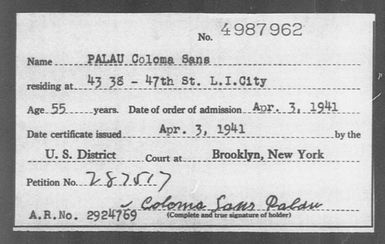 No. 4987962
Name PALAU Coloma Sans
residing at 43 38 - 47th St. L.I.City
Age 55 years. Date of order of admission Apr. 3, 1941
Date certificate issued Apr. 3, 1941 by the
U. S. District Court at Brooklyn, New York
Petition No. 287517
Coloma Sans Palau
A.R.No. 2924769 (Complete and true signature of holder)